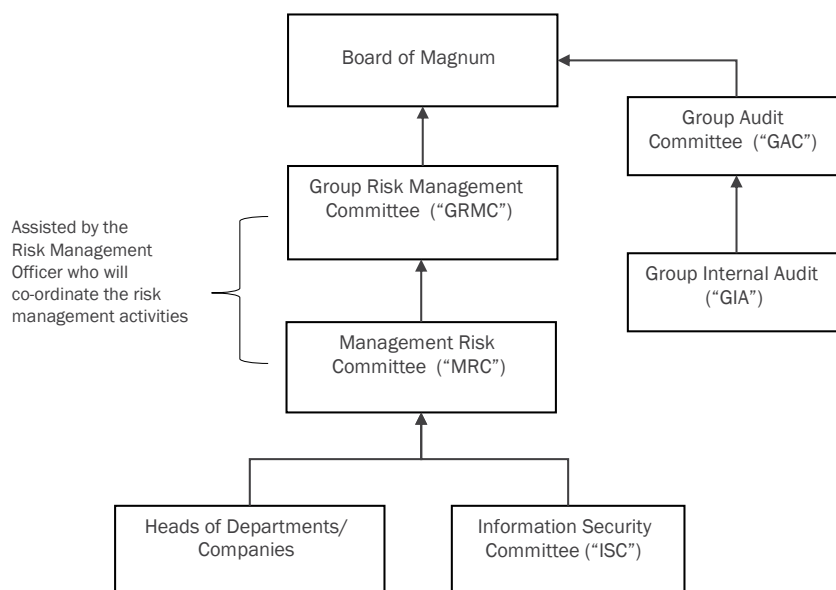 Board of Magnum
Group Audit
Committee (“GAC”)
Group Risk Management
Committee (“GRMC”)
Assisted by the
Risk Management
Officer who will
co-ordinate the risk
management activities
Group Internal Audit
(“GIA”)
Management Risk
Committee (“MRC”)
Heads of Departments/
Companies
Information Security
Committee (“ISC”)